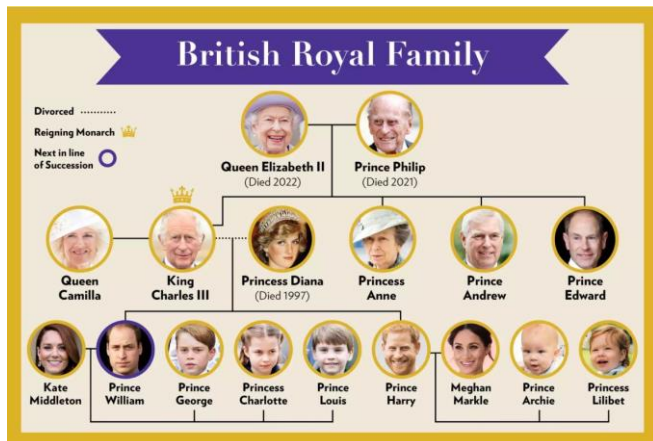 British Royal Family
Divorced
Reigning Monarch
Next in line
of Succession
Queen Elizabeth II
(Died 2022)
Prince Philip
(Died 2021)
Queen
Camilla
King
Charles III
Princess Diana
(Died 1997)
Princess
Anne
Prince
Andrew
Prince
Edward
Kate
Middleton
Prince
William
Prince
George
Princess
Charlotte
Prince
Louis
Prince
Harry
Meghan
Markle
Prince
Archie
Princess
Lilibet